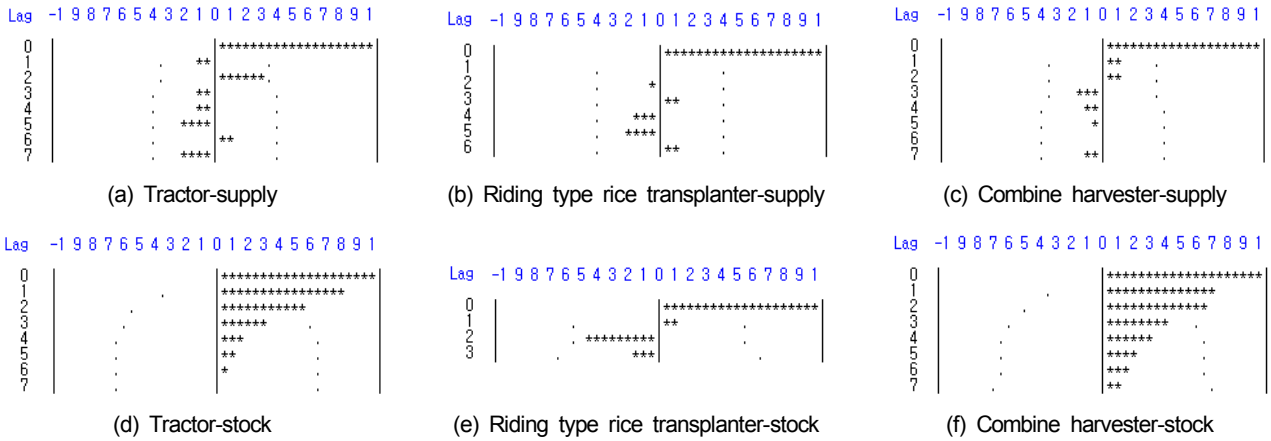 Lag -1 9 8 7 6 5 4 3 2 1 0 1 2 3 4 5 6 7 8 9 1
0 | |********************|
1 | . **| . |
2 | . |******. |
3 | . **| . |
4 | . **| . |
5 | . ****| . |
6 | . |** . |
7 | . ****| . |
(a) Tractor-supply
Lag -1 9 8 7 6 5 4 3 2 1 0 1 2 3 4 5 6 7 8 9 1
0 | |********************|
1 | . | . |
2 | . *| . |
3 | . |** . |
4 | . ***| . |
5 | . ****| . |
6 | . |** . |
(b) Riding type rice transplanter-supply
Lag -1 9 8 7 6 5 4 3 2 1 0 1 2 3 4 5 6 7 8 9 1
0 | |********************|
1 | . |** . |
2 | . |** . |
3 | . ***| . |
4 | . **| . |
5 | . *| . |
6 | . | . |
7 | . **| . |
(c) Combine harvester-supply
Lag -1 9 8 7 6 5 4 3 2 1 0 1 2 3 4 5 6 7 8 9 1
0 | |********************|
1 | . |**************** |
2 | . |*********** |
3 | . |****** . |
4 | . |*** . |
5 | . |** . |
6 | . |* . |
7 | . | . |
(d) Tractor-stock
Lag -1 9 8 7 6 5 4 3 2 1 0 1 2 3 4 5 6 7 8 9 1
0 | |********************|
1 | . |** . |
2 | . *********| . |
3 | . ***| . |
(e) Riding type rice transplanter-stock
Lag -1 9 8 7 6 5 4 3 2 1 0 1 2 3 4 5 6 7 8 9 1
0 | |********************|
1 | . |************** |
2 | . |************* |
3 | . |******** . |
4 | . |****** . |
5 | . |**** . |
6 | . |*** . |
7 | . |** . |
(f) Combine harvester-stock